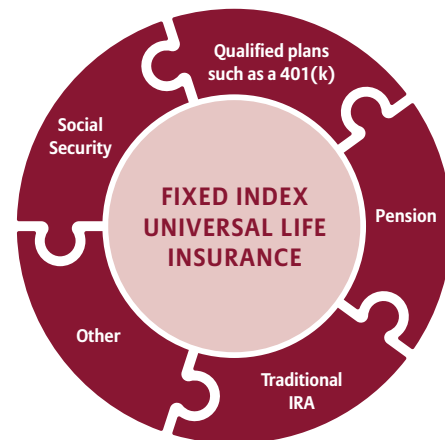 Qualified plans
such as a 401(k)
Social
Security
FIXED INDEX
UNIVERSAL LIFE
INSURANCE
Pension
Other
Traditional
IRA